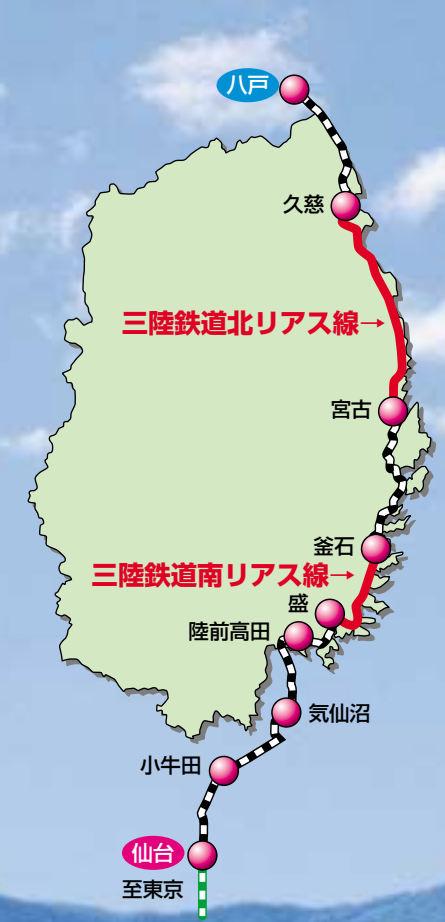 八戸
久慈
三陸鉄道北リアス線→
宮古
釜石
三陸鉄道南リアス線→
盛
陸前高田
気仙沼
小牛田
仙台
至東京